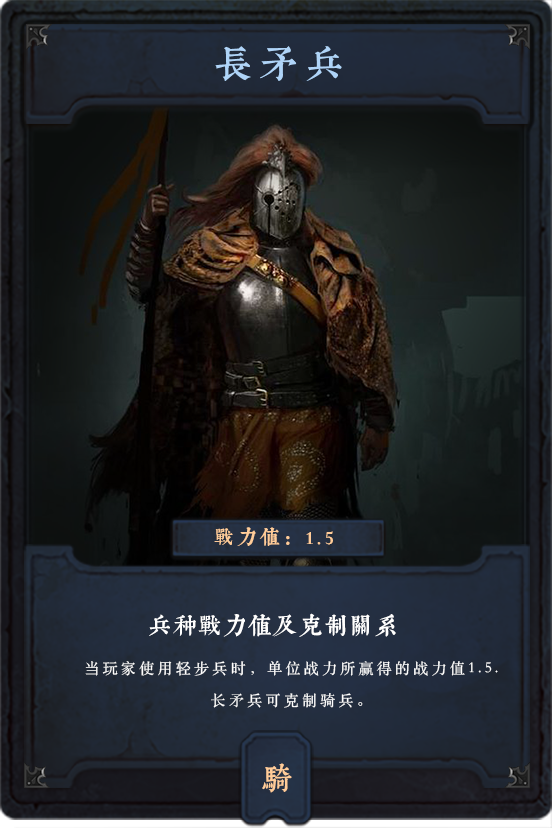 長矛兵
戰力值：1.5
兵种戰力值及克制關系
当玩家使用轻步兵时，单位战力所赢得的战力值1.5.
长矛兵可克制骑兵。
騎